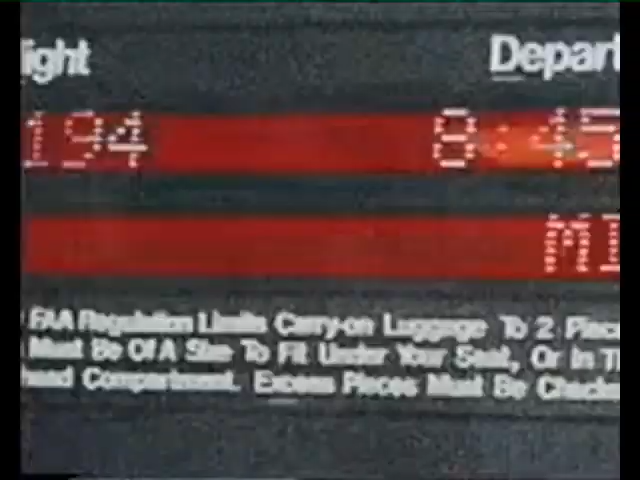 ight Depart
194 8:45
MI
FAA Regulation Limits Carry-on Luggage To 2 Piece
Must Be Of A Size To Fit Under Your Seat, Or In Th
head Compartment. Excess Pieces Must Be Checke